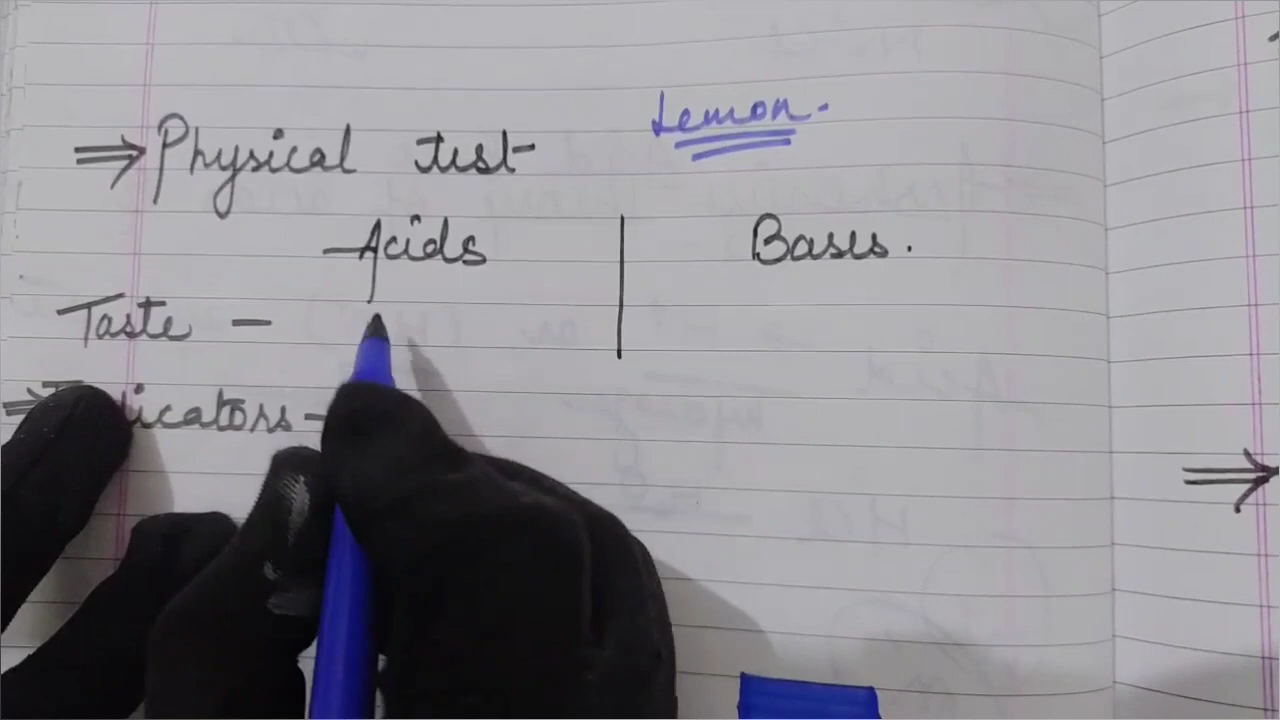 Lemon.
⇒ Physical test
Acids | Bases.
Taste –